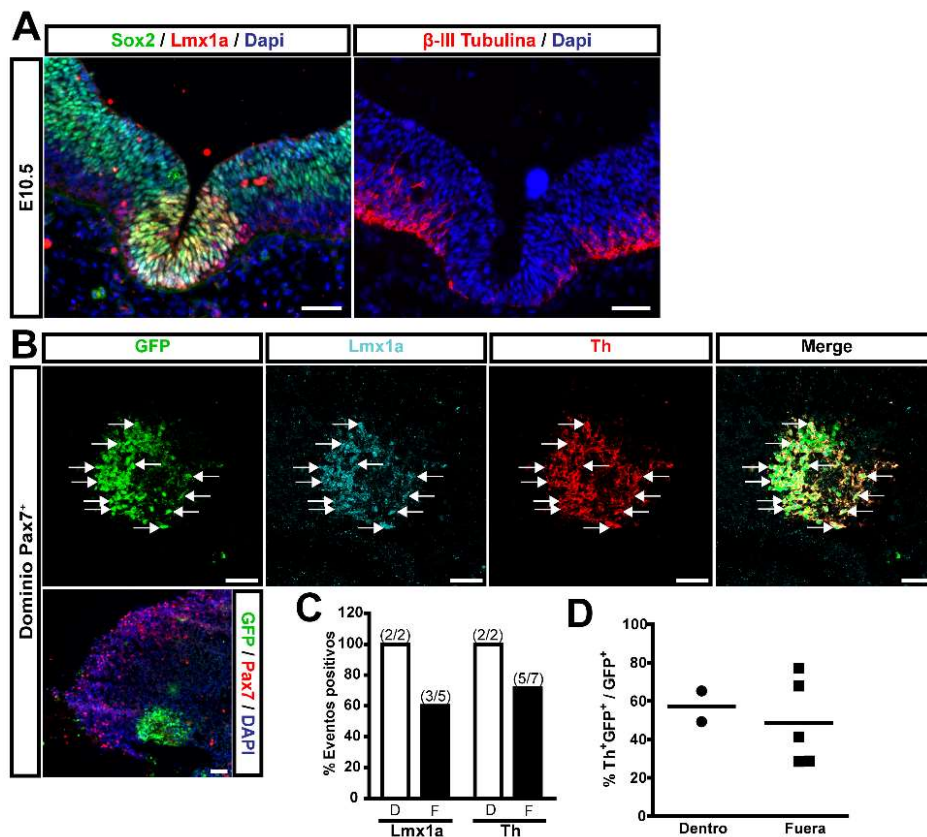 A
Sox2 / Lmx1a / Dapi
β-III Tubulina / Dapi
E10.5
B
GFP
Lmx1a
Th
Merge
Dominio Pax7⁺
GFP / Pax7 / DAPI
C
% Eventos positivos
120
100
80
60
40
20
0
(2/2)
(3/5)
(2/2)
(5/7)
D F D F
Lmx1a Th
D
% Th⁺GFP⁺ / GFP⁺
100
80
60
40
20
0
Dentro Fuera